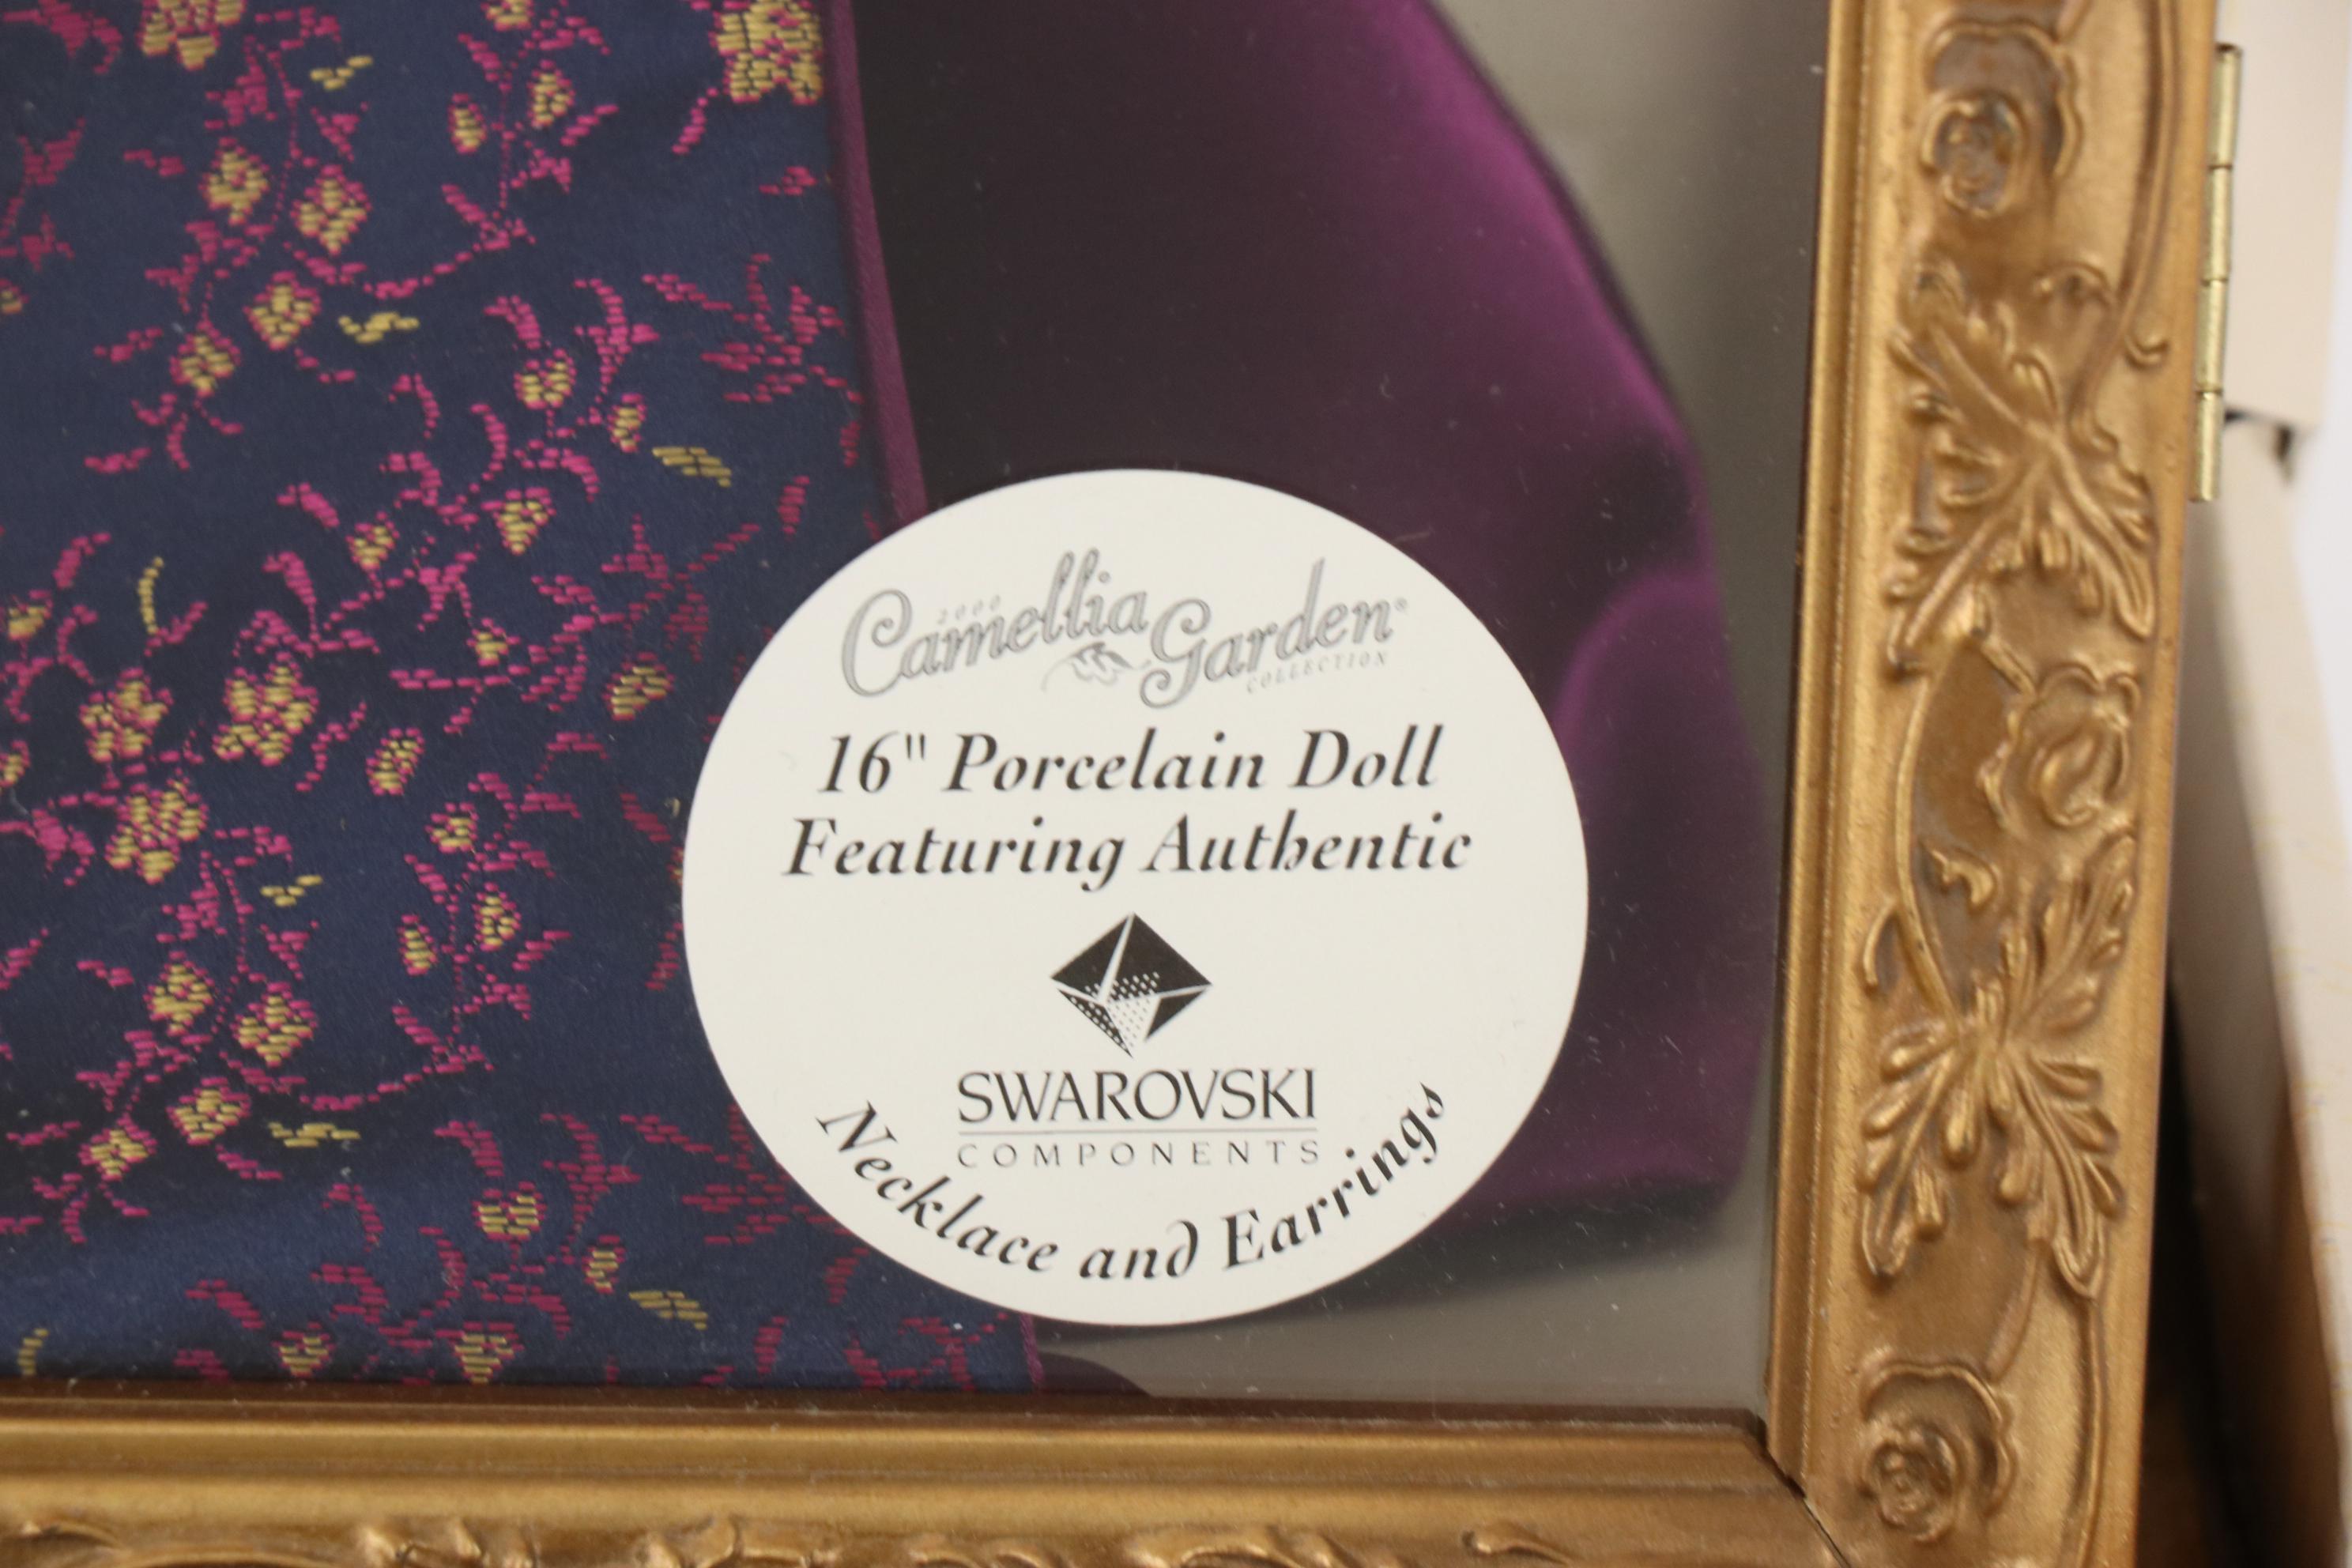 2000
Camellia Garden®
COLLECTION
16" Porcelain Doll
Featuring Authentic
SWAROVSKI
COMPONENTS
Necklace and Earrings